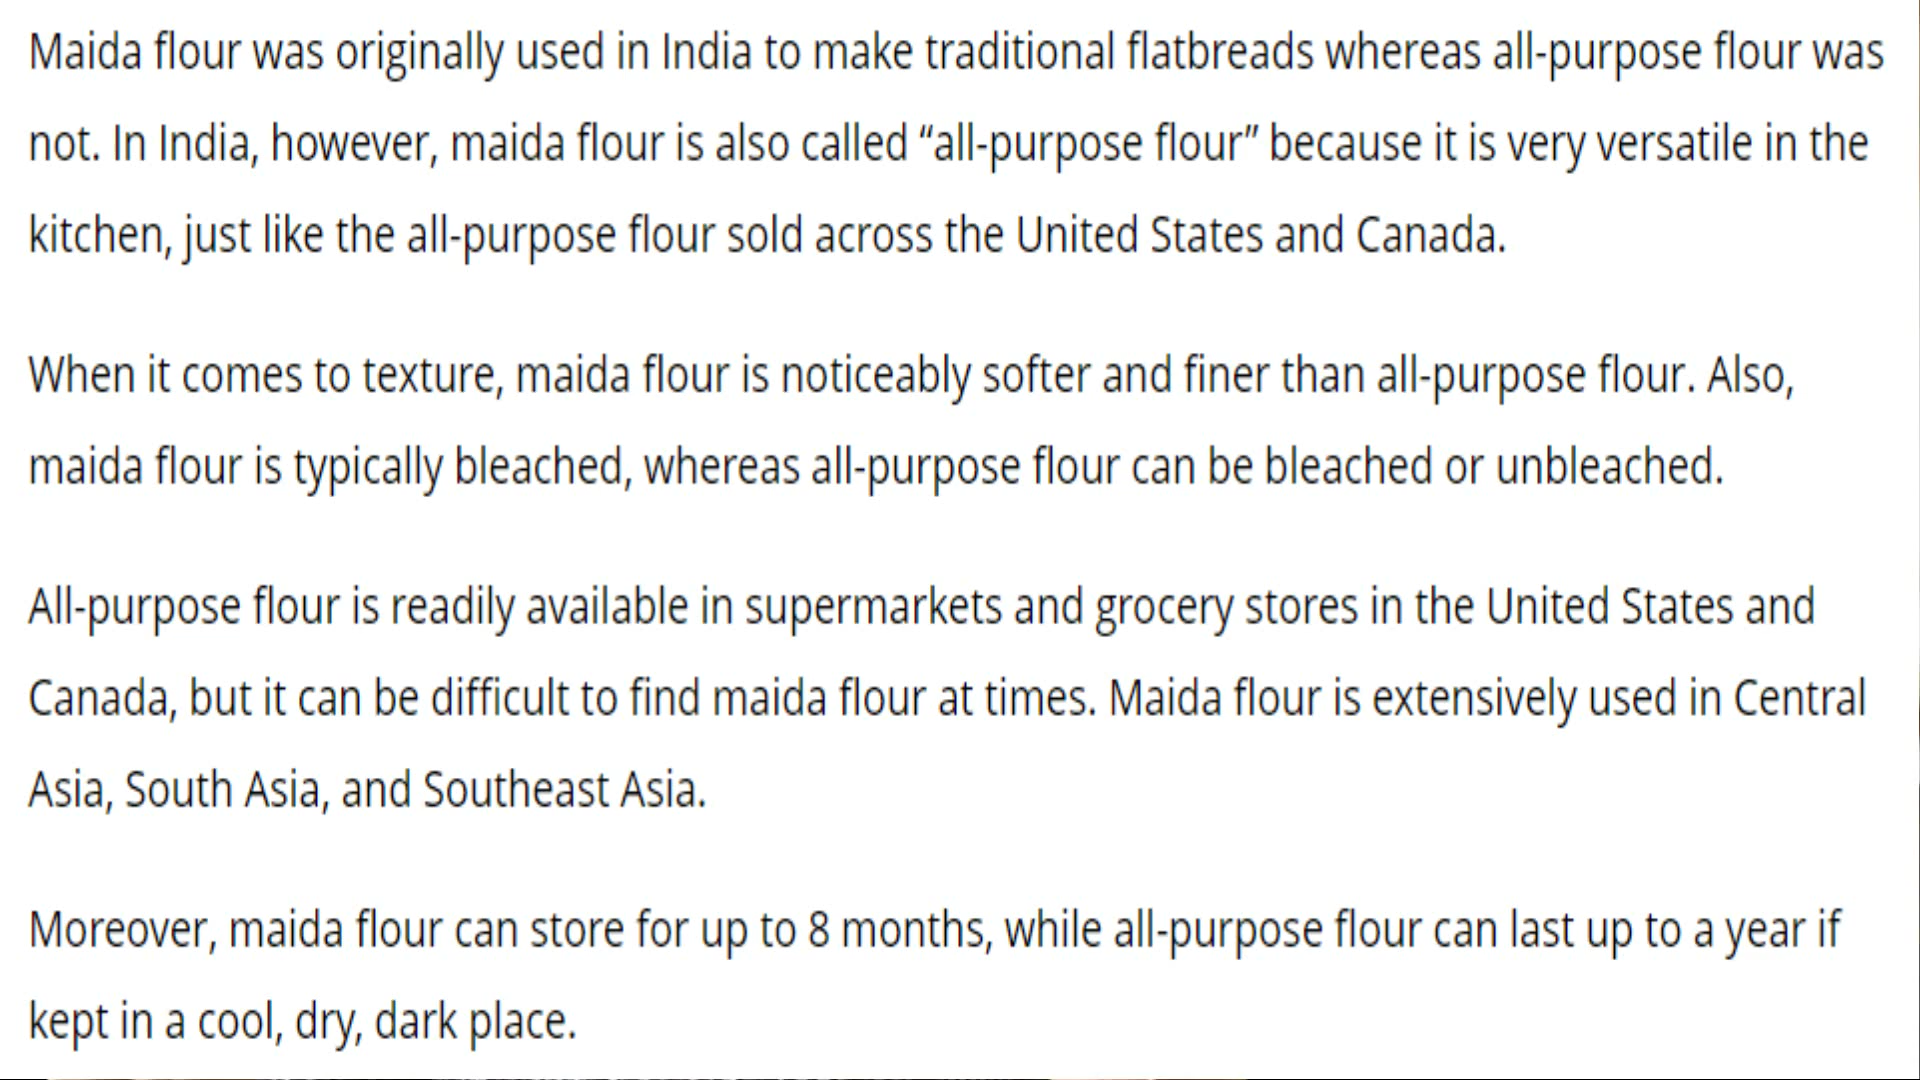 Maida flour was originally used in India to make traditional flatbreads whereas all-purpose flour was
not. In India, however, maida flour is also called “all-purpose flour” because it is very versatile in the
kitchen, just like the all-purpose flour sold across the United States and Canada.
When it comes to texture, maida flour is noticeably softer and finer than all-purpose flour. Also,
maida flour is typically bleached, whereas all-purpose flour can be bleached or unbleached.
All-purpose flour is readily available in supermarkets and grocery stores in the United States and
Canada, but it can be difficult to find maida flour at times. Maida flour is extensively used in Central
Asia, South Asia, and Southeast Asia.
Moreover, maida flour can store for up to 8 months, while all-purpose flour can last up to a year if
kept in a cool, dry, dark place.